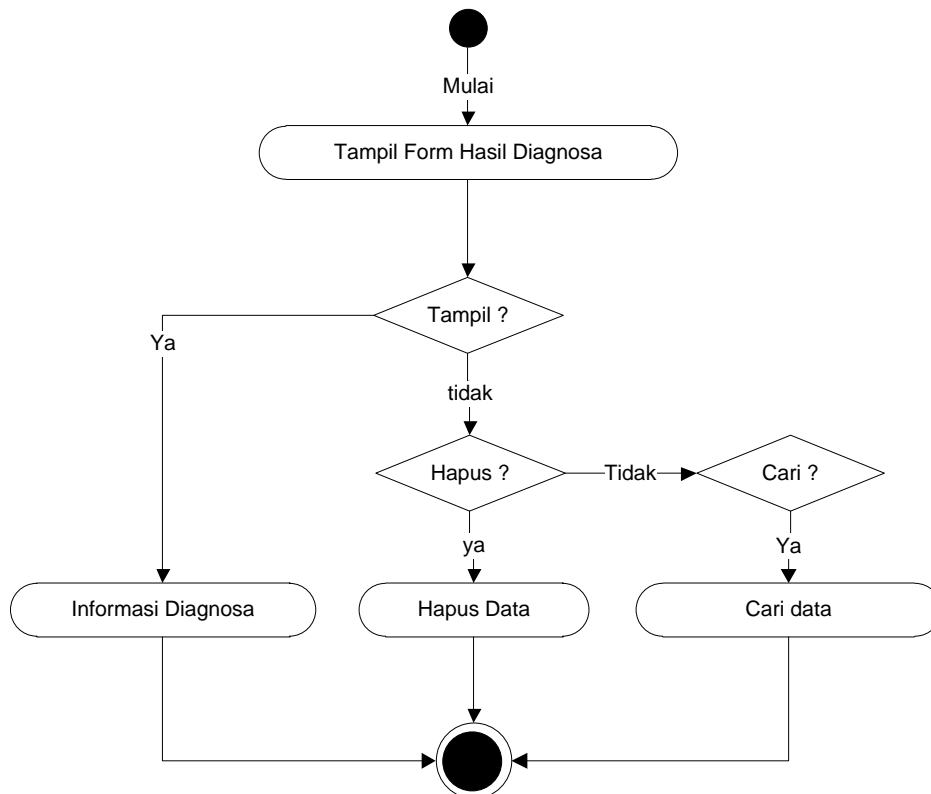 Mulai
Tampil Form Hasil Diagnosa
Tampil ?
Ya
tidak
Hapus ?
Tidak
Cari ?
ya
Ya
Informasi Diagnosa
Hapus Data
Cari data